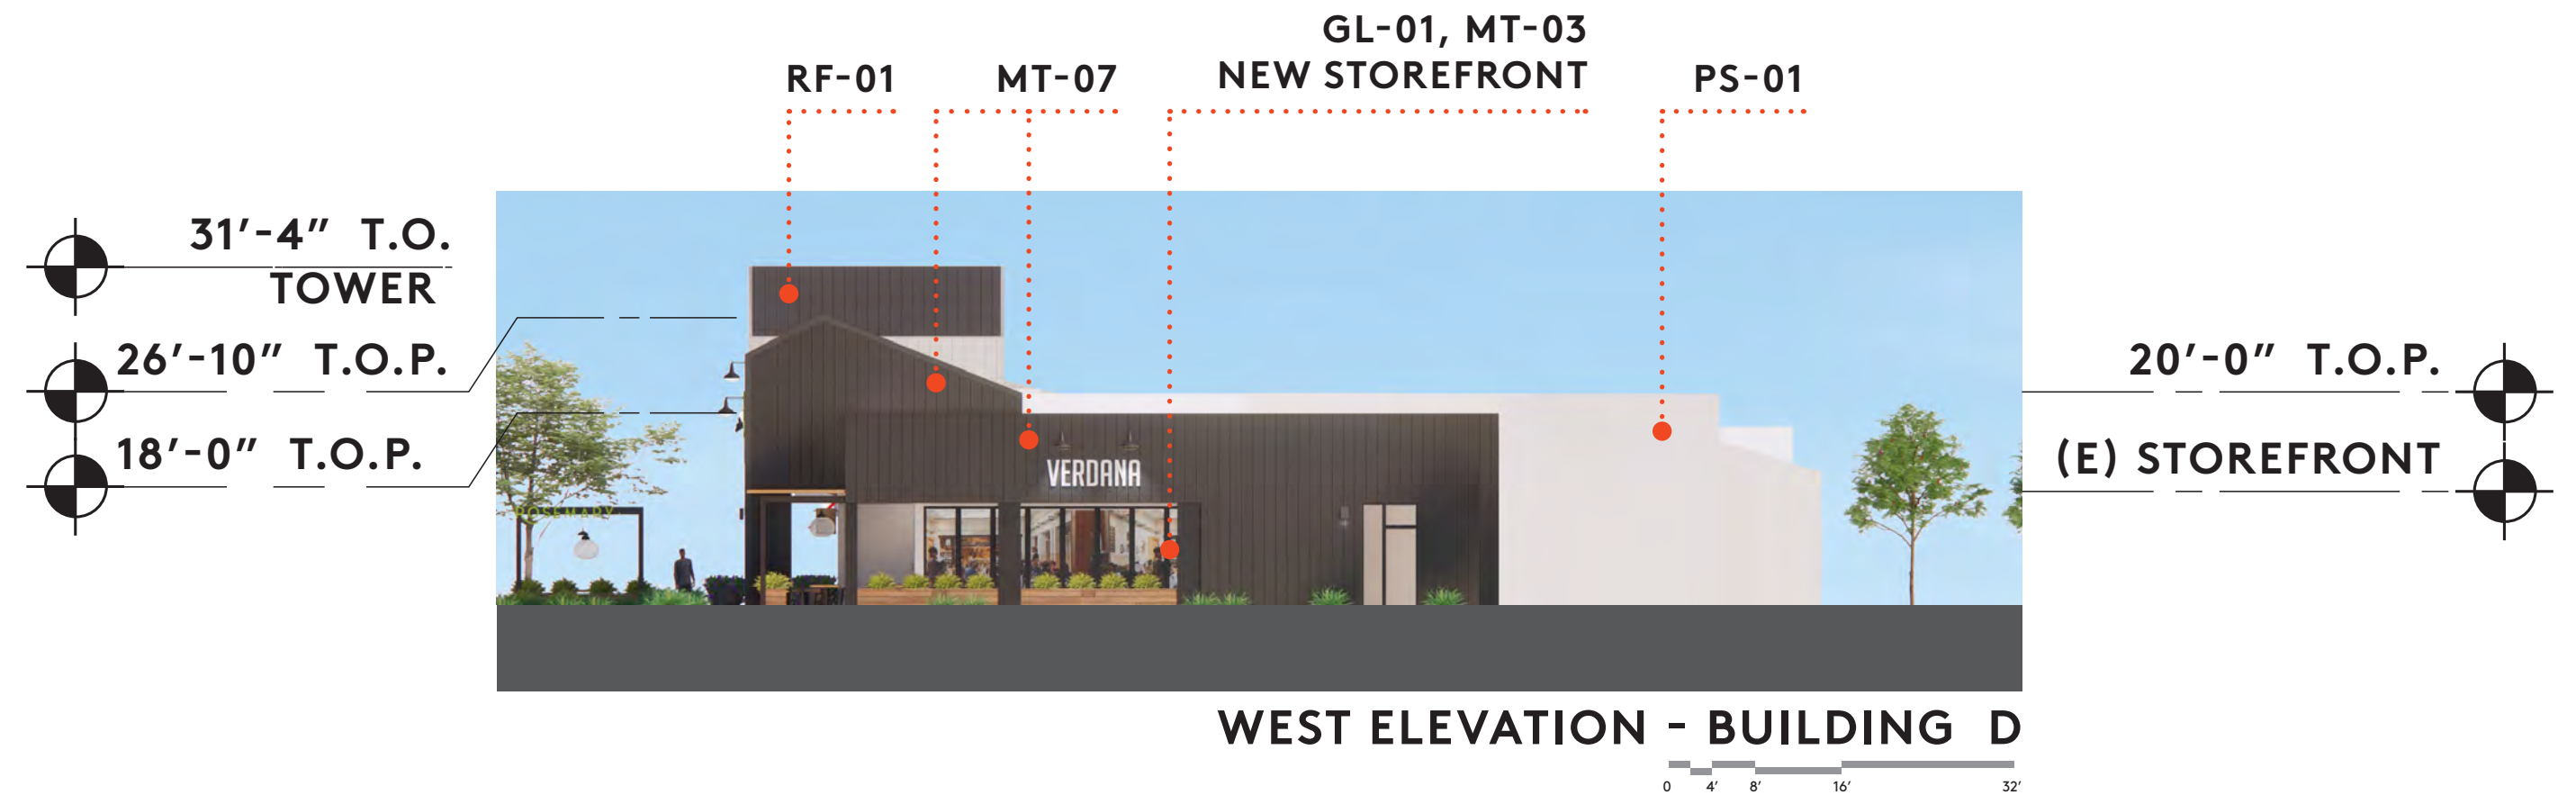 GL-01, MT-03
RF-01 MT-07 NEW STOREFRONT PS-01
31'-4" T.O.
TOWER
26'-10" T.O.P.
20'-0" T.O.P.
18'-0" T.O.P.
(E) STOREFRONT
VERDANA
ROSEMARY
WEST ELEVATION - BUILDING D
0 4' 8' 16' 32'